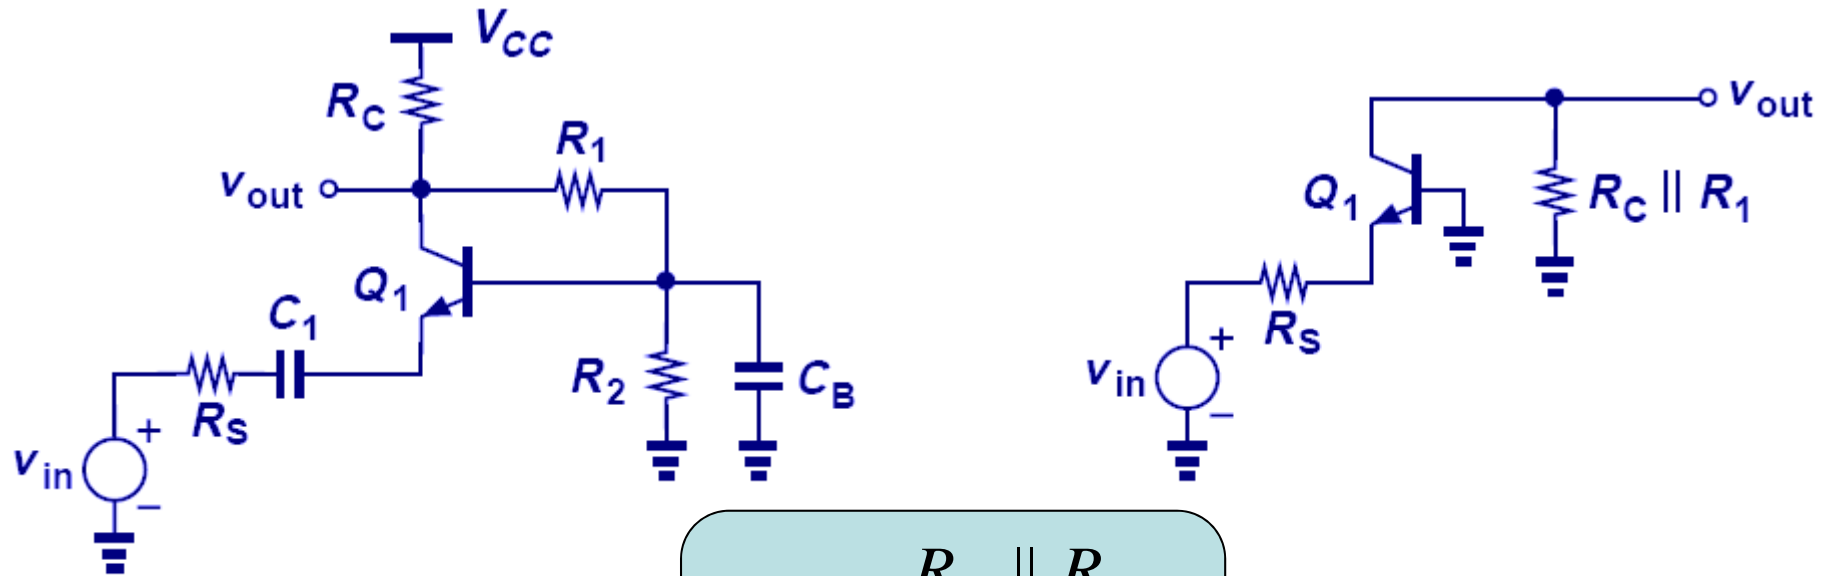 V_CC
R_C
R_1
v_out
Q_1
C_1
R_S
v_in
+
−
R_2
C_B
v_out
Q_1
R_C || R_1
R_S
v_in
+
−
R || R